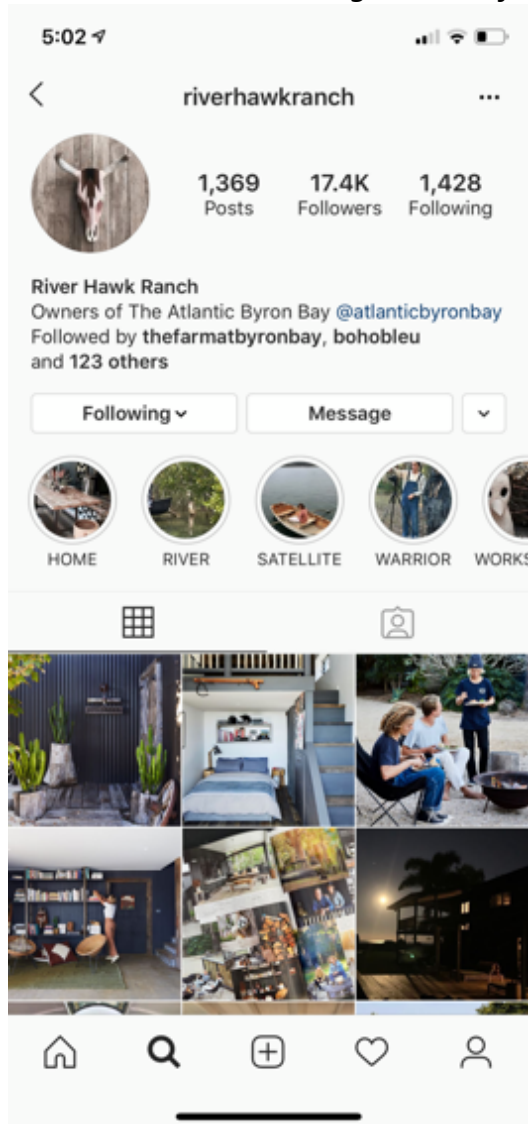 5:02
riverhawkranch
1,369 17.4K 1,428
Posts Followers Following
River Hawk Ranch
Owners of The Atlantic Byron Bay @atlanticbyronbay
Followed by thefarmatbyronbay, bohobleu
and 123 others
Following Message
HOME RIVER SATELLITE WARRIOR WORKS